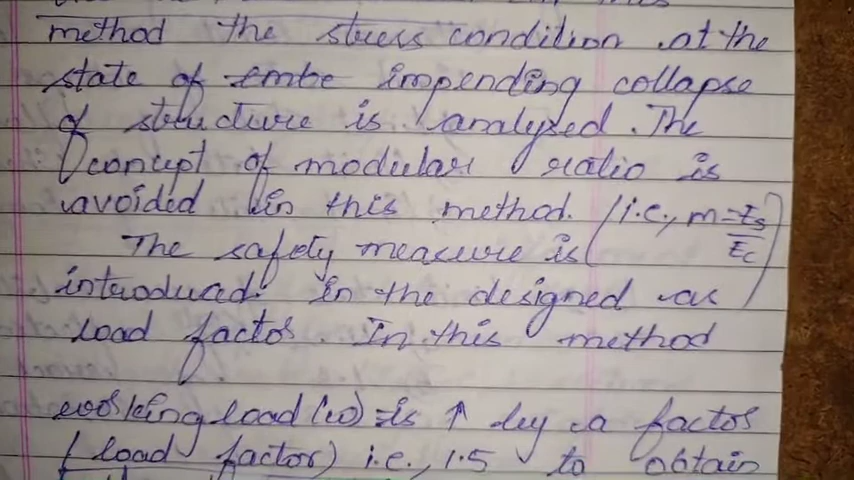 method the stress condition at the
state of embe impending collapse
of structure is analyzed. The
concept of modular ratio is
avoided in this method. (i.e., m = Es/Ec)
The safety measure is
introduced in the designed as
load factor. In this method
working load (w) is ↑ by a factor
(load factor) i.e., 1.5 to obtain